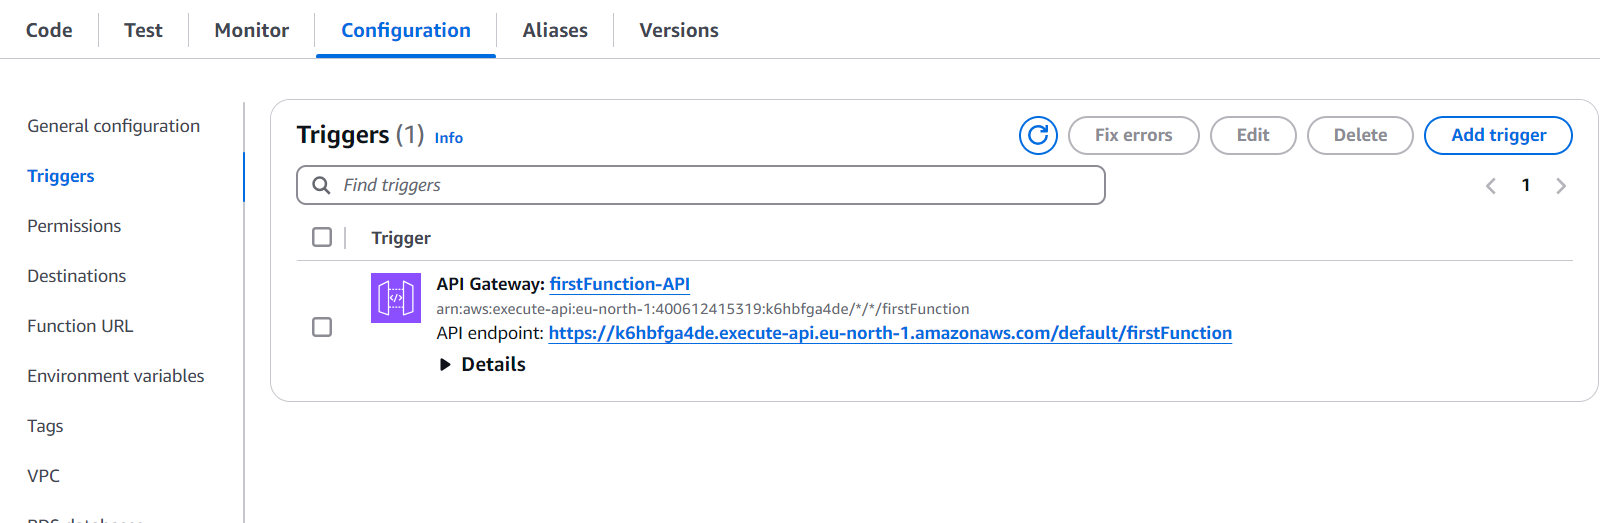 Code Test Monitor Configuration Aliases Versions
General configuration
Triggers
Permissions
Destinations
Function URL
Environment variables
Tags
VPC
Triggers (1) Info
Fix errors Edit Delete Add trigger
Find triggers
1
Trigger
API Gateway: firstFunction-API
arn:aws:execute-api:eu-north-1:400612415319:k6hbfga4de/*/*/firstFunction
API endpoint: https://k6hbfga4de.execute-api.eu-north-1.amazonaws.com/default/firstFunction
Details